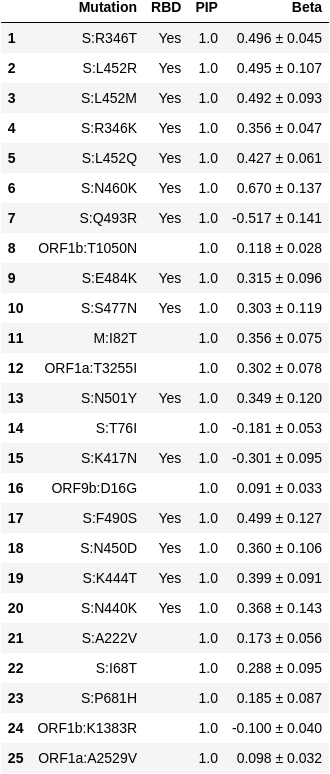 Mutation RBD PIP Beta
1 S:R346T Yes 1.0 0.496 ± 0.045
2 S:L452R Yes 1.0 0.495 ± 0.107
3 S:L452M Yes 1.0 0.492 ± 0.093
4 S:R346K Yes 1.0 0.356 ± 0.047
5 S:L452Q Yes 1.0 0.427 ± 0.061
6 S:N460K Yes 1.0 0.670 ± 0.137
7 S:Q493R Yes 1.0 -0.517 ± 0.141
8 ORF1b:T1050N 1.0 0.118 ± 0.028
9 S:E484K Yes 1.0 0.315 ± 0.096
10 S:S477N Yes 1.0 0.303 ± 0.119
11 M:I82T 1.0 0.356 ± 0.075
12 ORF1a:T3255I 1.0 0.302 ± 0.078
13 S:N501Y Yes 1.0 0.349 ± 0.120
14 S:T76I 1.0 -0.181 ± 0.053
15 S:K417N Yes 1.0 -0.301 ± 0.095
16 ORF9b:D16G 1.0 0.091 ± 0.033
17 S:F490S Yes 1.0 0.499 ± 0.127
18 S:N450D Yes 1.0 0.360 ± 0.106
19 S:K444T Yes 1.0 0.399 ± 0.091
20 S:N440K Yes 1.0 0.368 ± 0.143
21 S:A222V 1.0 0.173 ± 0.056
22 S:I68T 1.0 0.288 ± 0.095
23 S:P681H 1.0 0.185 ± 0.087
24 ORF1b:K1383R 1.0 -0.100 ± 0.040
25 ORF1a:A2529V 1.0 0.098 ± 0.032